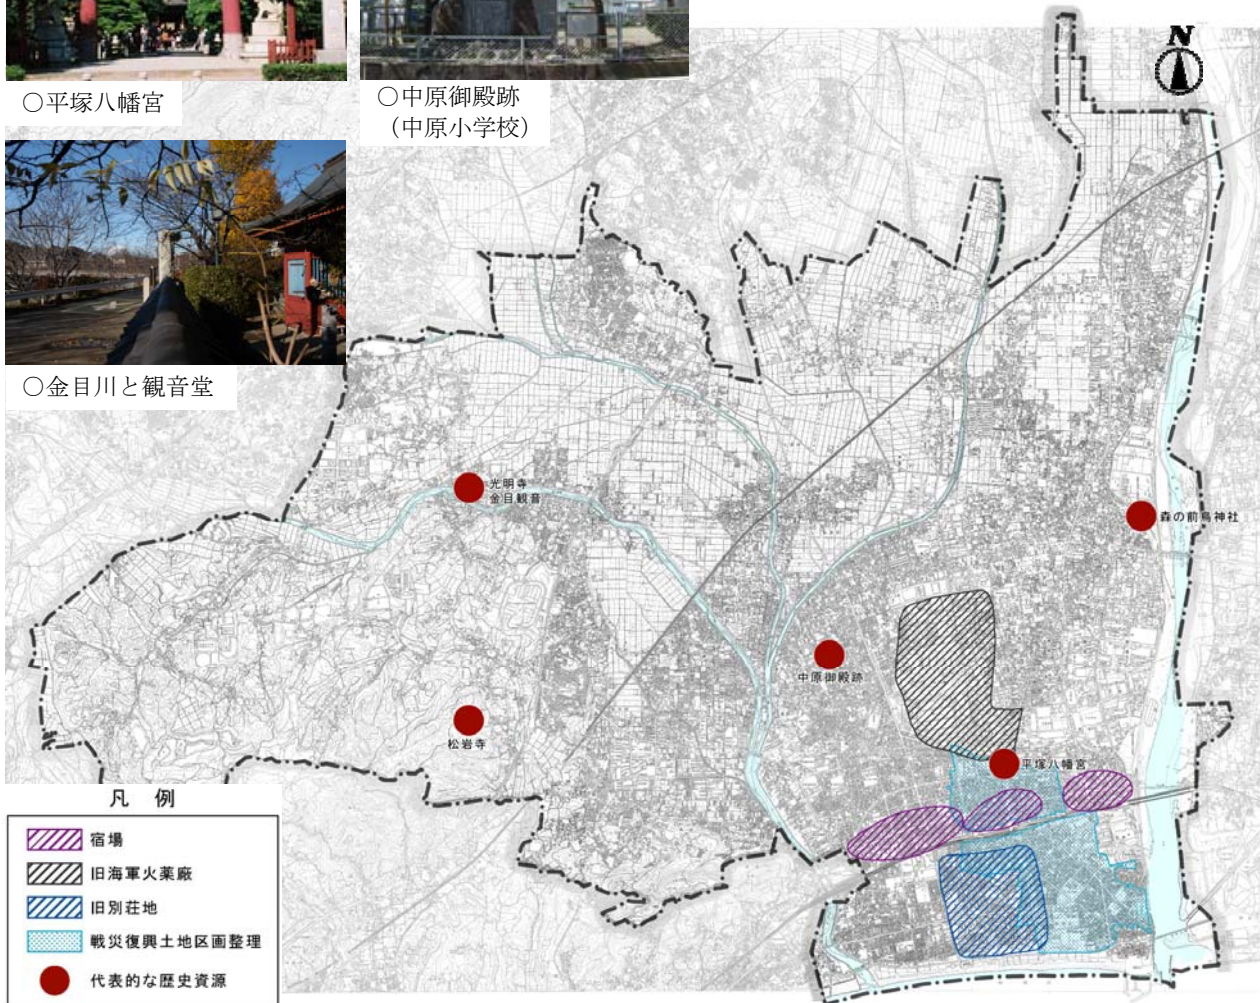 ○平塚八幡宮
○中原御殿跡
（中原小学校）
N
○金目川と観音堂
光明寺
金目観音
森の前鳥神社
中原御殿跡
松岩寺
平塚八幡宮
凡 例
宿場
旧海軍火薬廠
旧別荘地
戦災復興土地区画整理
代表的な歴史資源